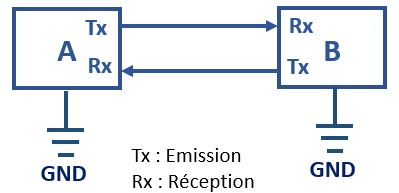 Tx
Rx
A
B
Rx
Tx
GND
GND
Tx : Emission
Rx : Réception